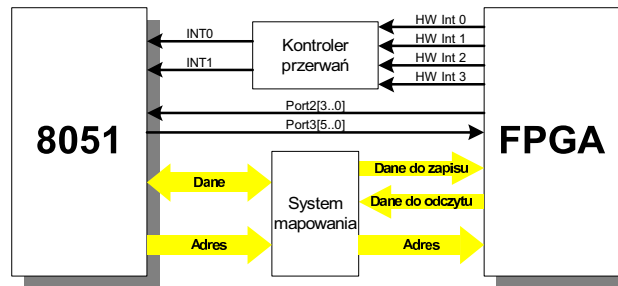 HW Int 0
INT0
HW Int 1
Kontroler
przerwań
INT1
HW Int 2
HW Int 3
Port2[3..0]
Port3[5..0]
8051
FPGA
Dane
Dane do zapisu
System
mapowania
Dane do odczytu
Adres
Adres